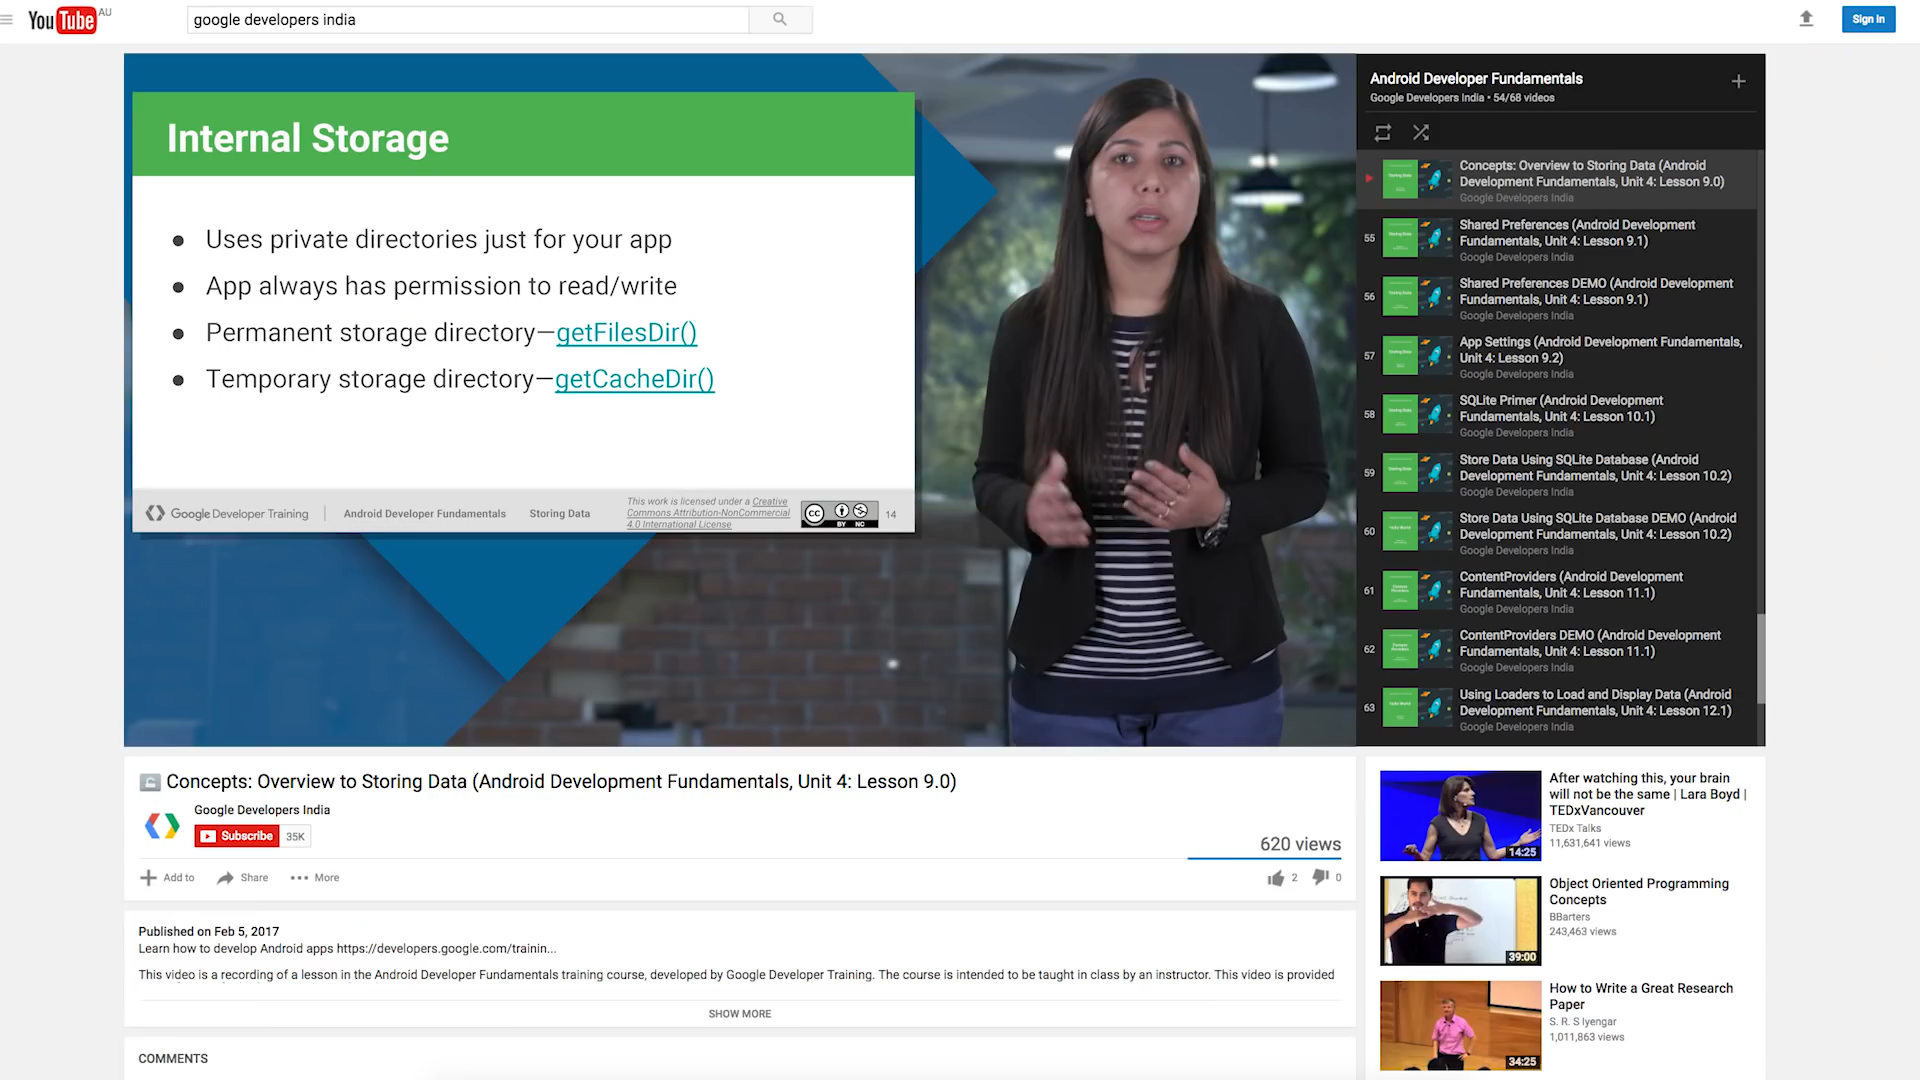 YouTube AU
google developers india
Sign in
Internal Storage
● Uses private directories just for your app
● App always has permission to read/write
● Permanent storage directory—getFilesDir()
● Temporary storage directory—getCacheDir()
Google Developer Training
Android Developer Fundamentals
Storing Data
This work is licensed under a Creative
Commons Attribution-NonCommercial
4.0 International License
CC BY NC
14
Android Developer Fundamentals
Google Developers India • 54/68 videos
Concepts: Overview to Storing Data (Android
Development Fundamentals, Unit 4: Lesson 9.0)
Google Developers India
55
Shared Preferences (Android Development
Fundamentals, Unit 4: Lesson 9.1)
Google Developers India
56
Shared Preferences DEMO (Android Development
Fundamentals, Unit 4: Lesson 9.1)
Google Developers India
57
App Settings (Android Development Fundamentals,
Unit 4: Lesson 9.2)
Google Developers India
58
SQLite Primer (Android Development
Fundamentals, Unit 4: Lesson 10.1)
Google Developers India
59
Store Data Using SQLite Database (Android
Development Fundamentals, Unit 4: Lesson 10.2)
Google Developers India
60
Store Data Using SQLite Database DEMO (Android
Development Fundamentals, Unit 4: Lesson 10.2)
Google Developers India
61
ContentProviders (Android Development
Fundamentals, Unit 4: Lesson 11.1)
Google Developers India
62
ContentProviders DEMO (Android Development
Fundamentals, Unit 4: Lesson 11.1)
Google Developers India
63
Using Loaders to Load and Display Data (Android
Development Fundamentals, Unit 4: Lesson 12.1)
Google Developers India
Concepts: Overview to Storing Data (Android Development Fundamentals, Unit 4: Lesson 9.0)
Google Developers India
Subscribe 35K
620 views
Add to
Share
More
2
0
Published on Feb 5, 2017
Learn how to develop Android apps https://developers.google.com/trainin...
This video is a recording of a lesson in the Android Developer Fundamentals training course, developed by Google Developer Training. The course is intended to be taught in class by an instructor. This video is provided
SHOW MORE
COMMENTS
After watching this, your brain
will not be the same | Lara Boyd |
TEDxVancouver
TEDx Talks
11,631,641 views
14:25
Object Oriented Programming
Concepts
BBarters
243,463 views
39:00
How to Write a Great Research
Paper
S. R. S Iyengar
1,011,863 views
34:25